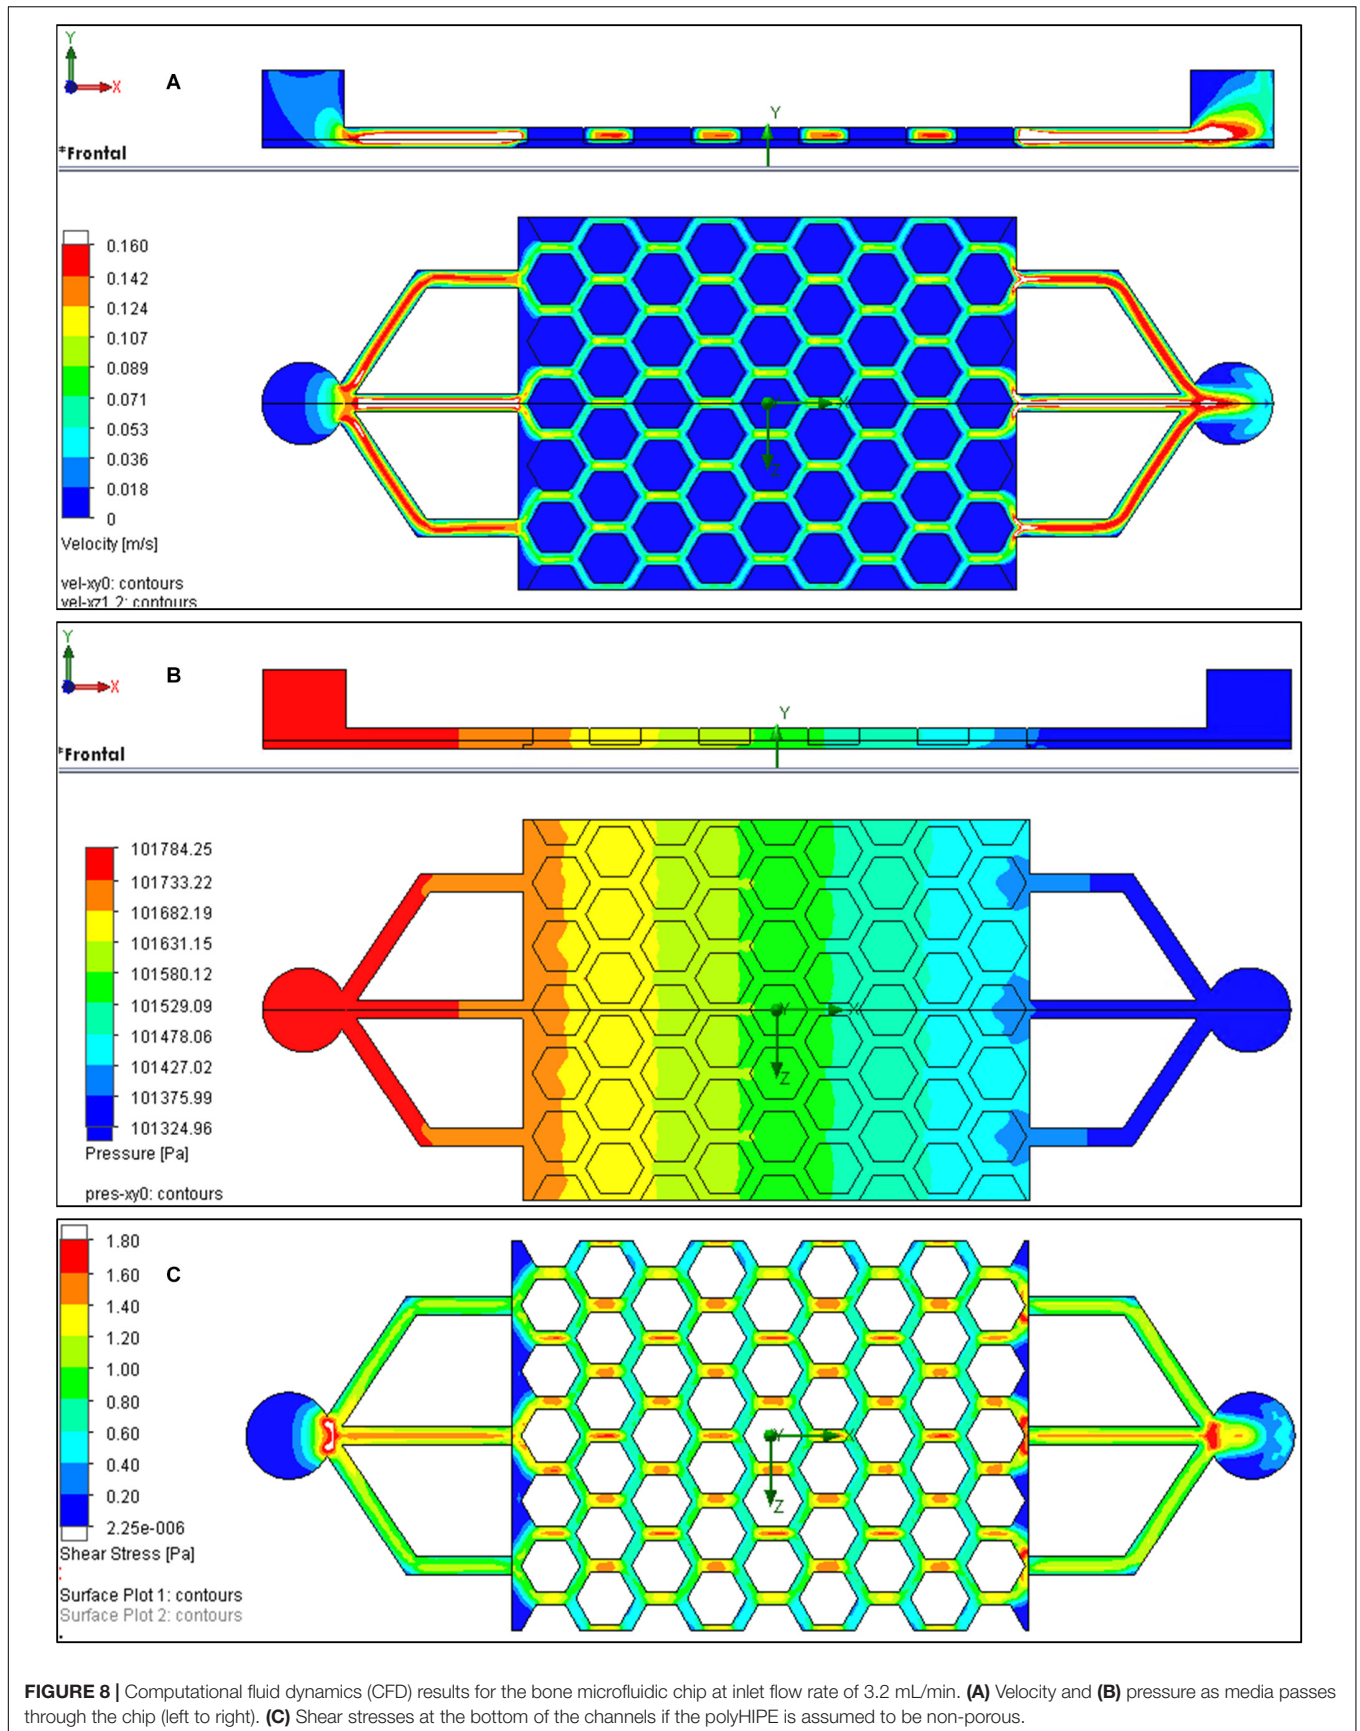 Y
X
A
*Frontal
Y
0.160
0.142
0.124
0.107
0.089
0.071
0.053
0.036
0.018
0
Velocity [m/s]
vel-xy0: contours
vel-xz1_2: contours
X
Z
Y
X
B
*Frontal
Y
101784.25
101733.22
101682.19
101631.15
101580.12
101529.09
101478.06
101427.02
101375.99
101324.96
Pressure [Pa]
pres-xy0: contours
Y
X
Z
C
1.80
1.60
1.40
1.20
1.00
0.80
0.60
0.40
0.20
2.25e-006
Shear Stress [Pa]
Surface Plot 1: contours
Surface Plot 2: contours
Y
Z
FIGURE 8 | Computational fluid dynamics (CFD) results for the bone microfluidic chip at inlet flow rate of 3.2 mL/min. (A) Velocity and (B) pressure as media passes
through the chip (left to right). (C) Shear stresses at the bottom of the channels if the polyHIPE is assumed to be non-porous.